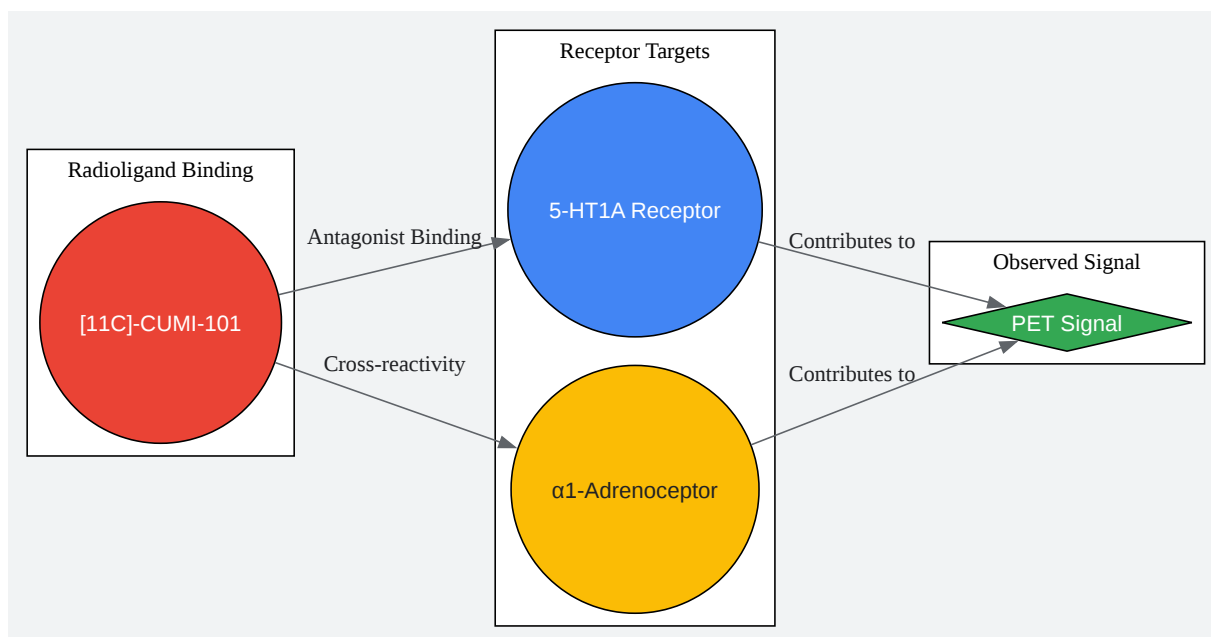 Radioligand Binding
[11C]-CUMI-101
Antagonist Binding
Cross-reactivity
Receptor Targets
5-HT1A Receptor
α1-Adrenoceptor
Contributes to
Contributes to
Observed Signal
PET Signal